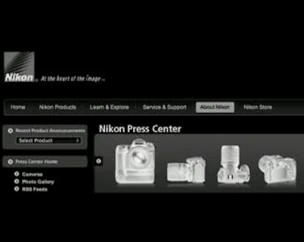 Nikon
At the heart of the image
Home Nikon Products Learn & Explore Service & Support About Nikon Nikon Store
Recent Product Announcements
Select Product
Nikon Press Center
Press Center Home
Cameras
Photo Gallery
RSS Feeds